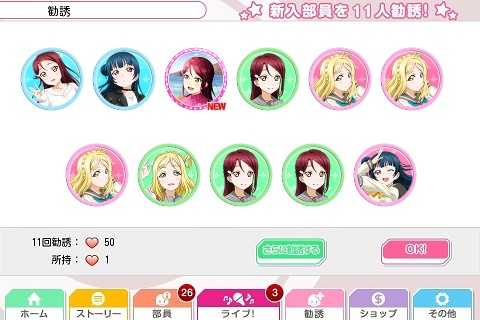 勧誘
新入部員を11人勧誘!
NEW
11回勧誘: 50
所持: 1
さらに勧誘する
OK!
26
3
ホーム
ストーリー
部員
ライブ!
勧誘
ショップ
その他